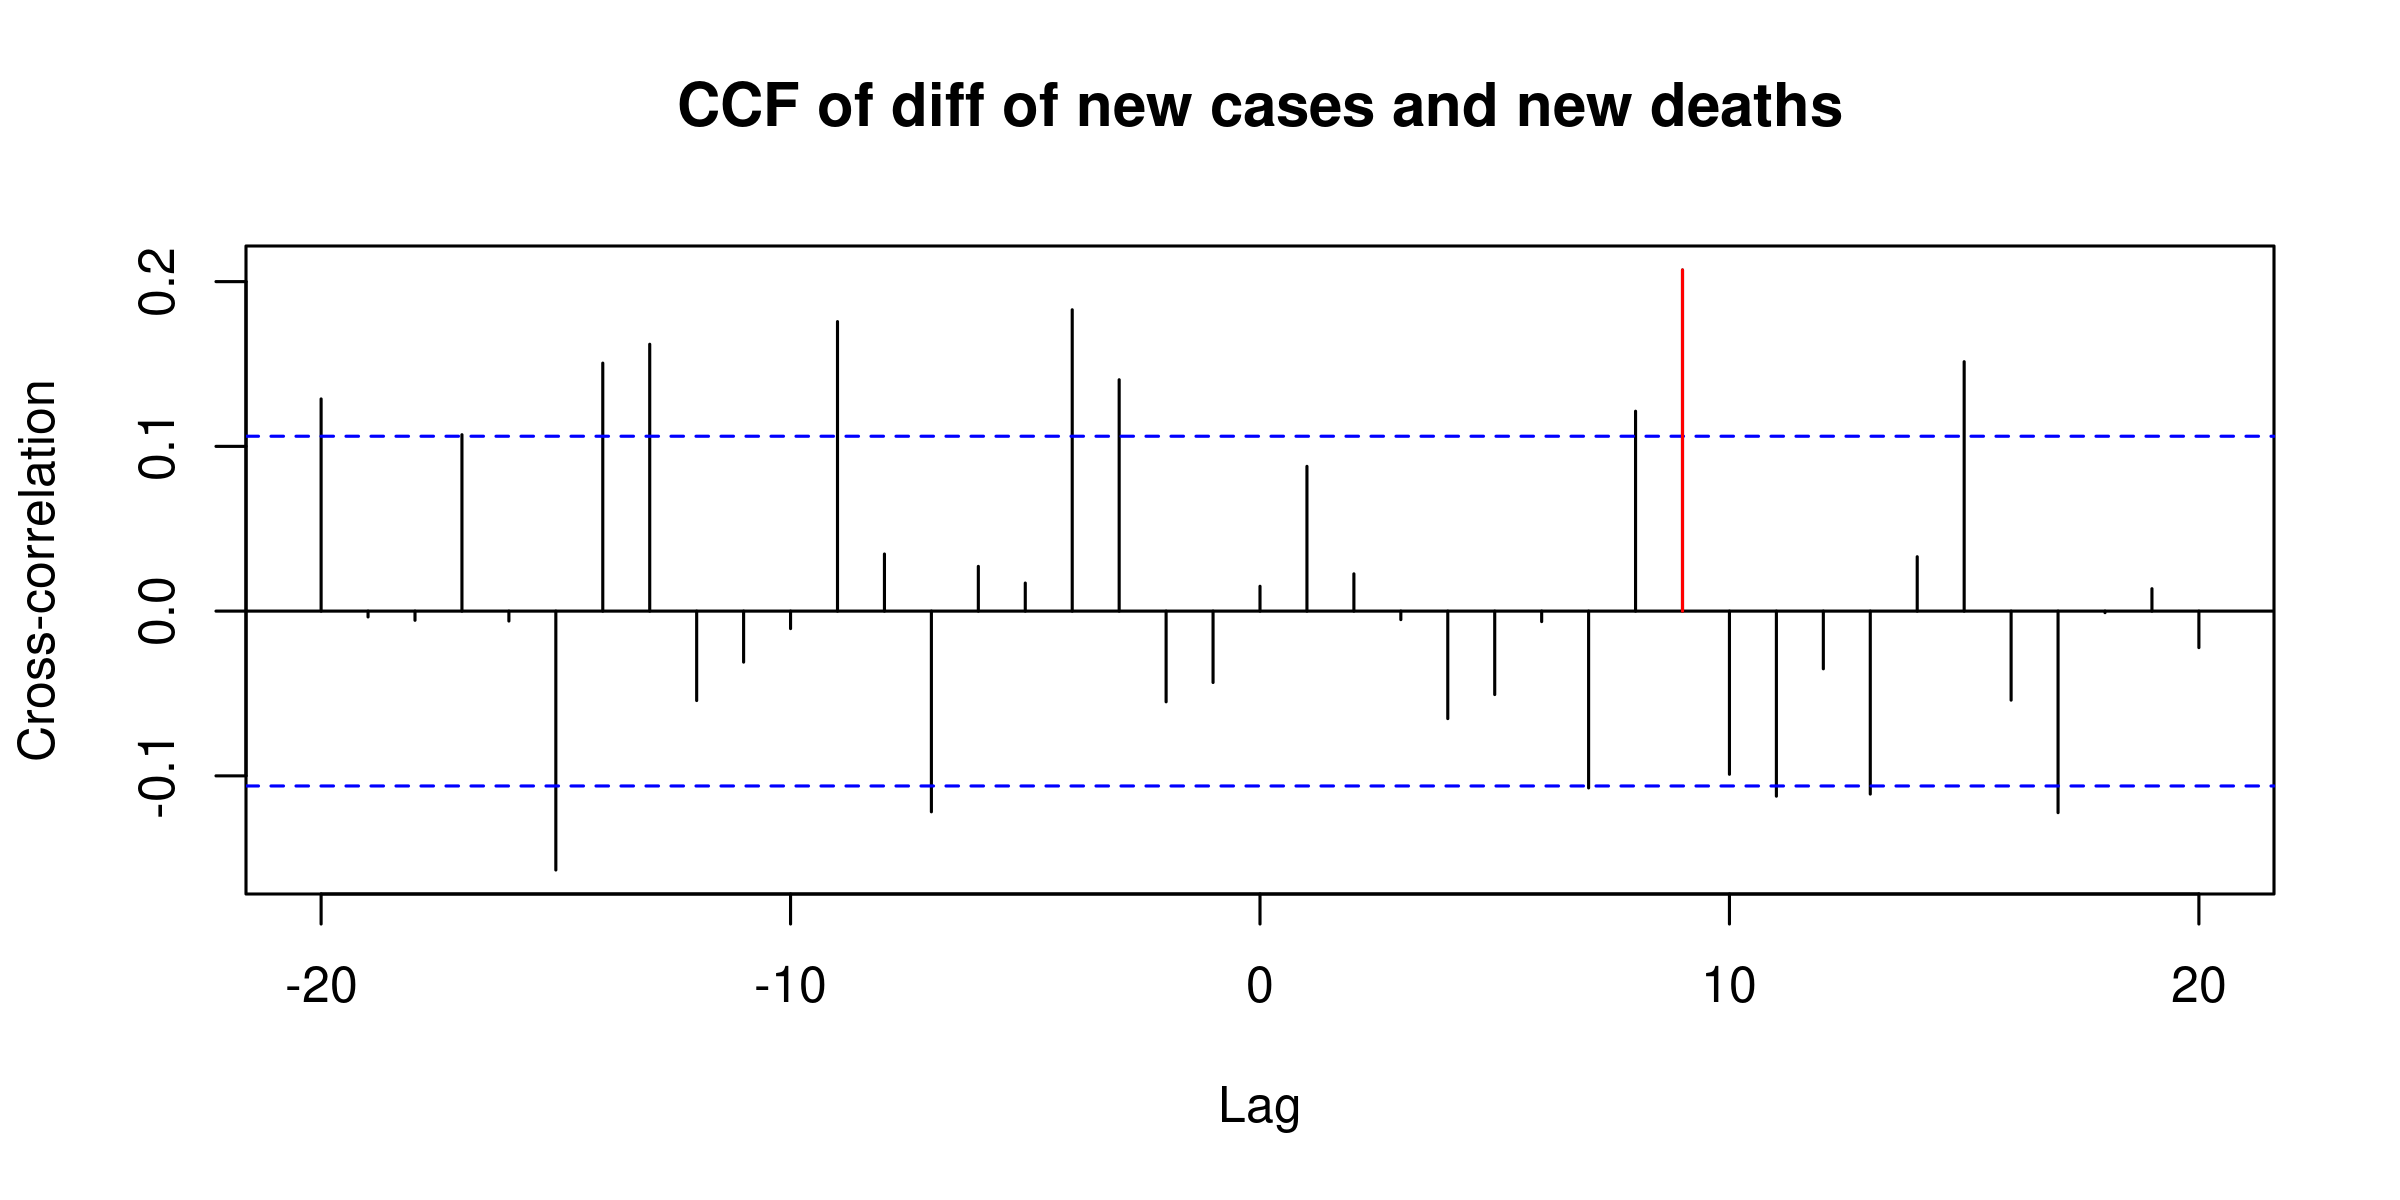 CCF of diff of new cases and new deaths
Cross-correlation
0.2
0.1
0.0
-0.1
-20 -10 0 10 20
Lag